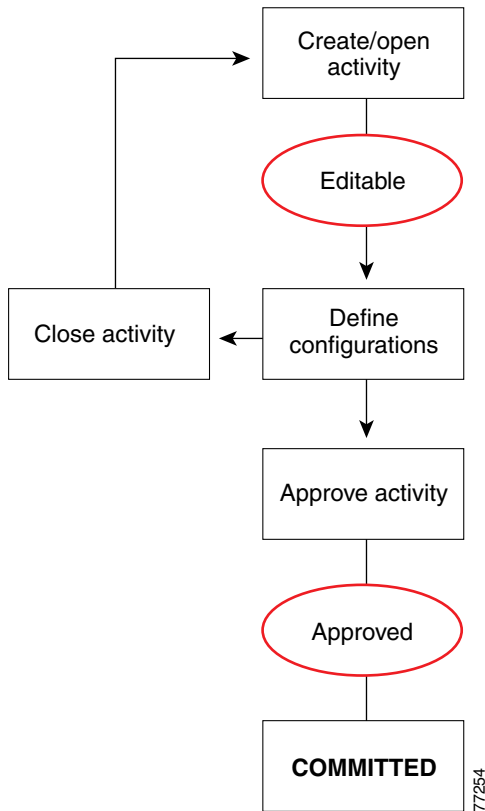 Create/open
activity
Editable
Close activity
Define
configurations
Approve activity
Approved
COMMITTED
77254